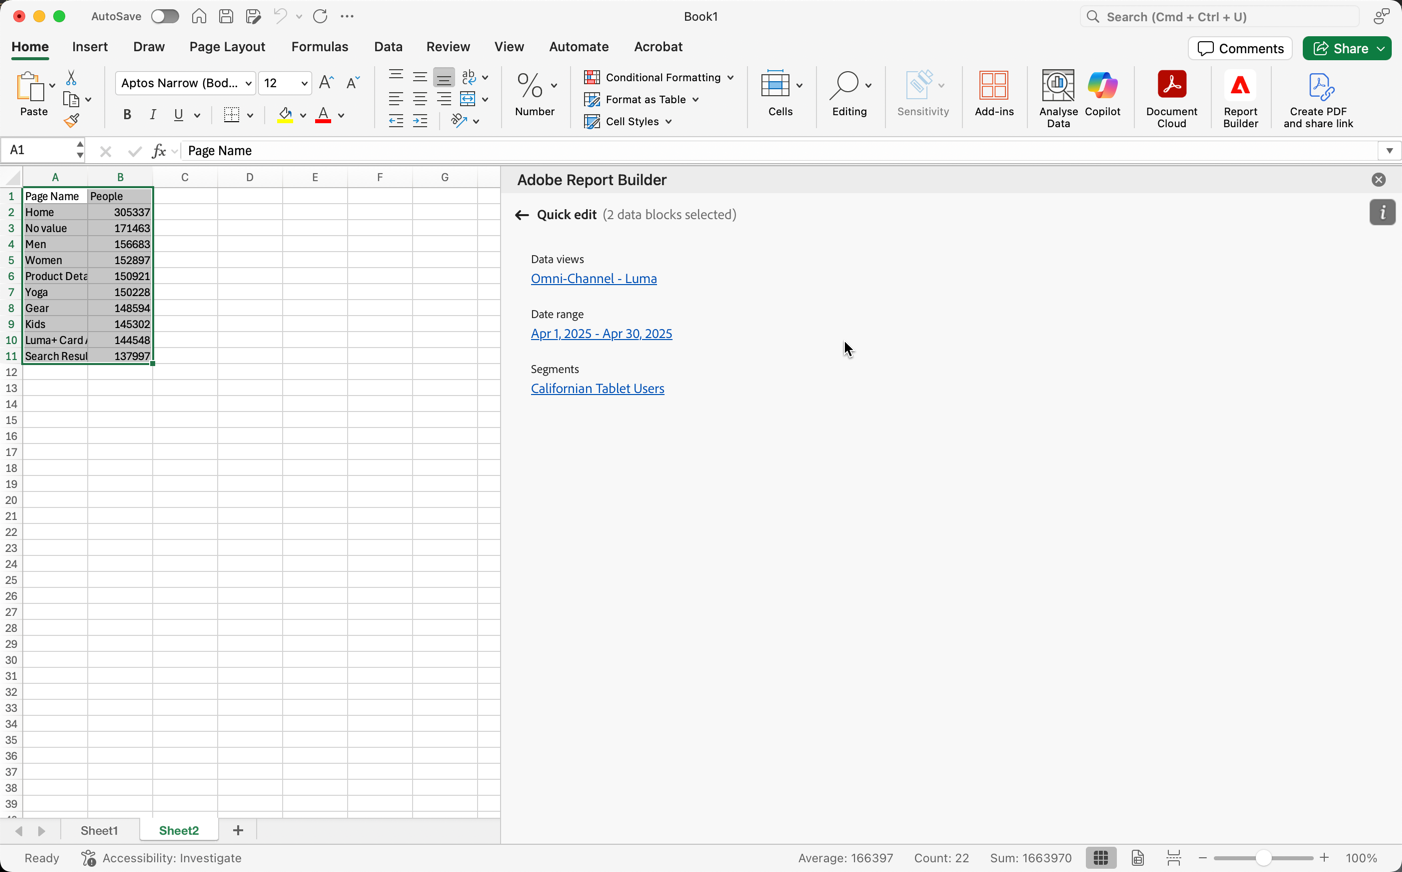 AutoSave
Book1
Search (Cmd + Ctrl + U)
Home Insert Draw Page Layout Formulas Data Review View Automate Acrobat
Comments Share
Paste
Aptos Narrow (Bod... 12
A A
B I U A
ab
Number
Conditional Formatting
Format as Table
Cell Styles
Cells
Editing
Sensitivity
Add-ins
Analyse Data
Copilot
Document Cloud
Report Builder
Create PDF and share link
A1 fx Page Name
A B C D E F G
1 Page Name People
2 Home 305337
3 No value 171463
4 Men 156683
5 Women 152897
6 Product Deta 150921
7 Yoga 150228
8 Gear 148594
9 Kids 145302
10 Luma+ Card A 144548
11 Search Resul 137997
12
13
14
15
16
17
18
19
20
21
22
23
24
25
26
27
28
29
30
31
32
33
34
35
36
37
38
39
Adobe Report Builder
Quick edit (2 data blocks selected)
i
Data views
Omni-Channel - Luma
Date range
Apr 1, 2025 - Apr 30, 2025
Segments
Californian Tablet Users
Sheet1 Sheet2 +
Ready Accessibility: Investigate Average: 166397 Count: 22 Sum: 1663970 − + 100%